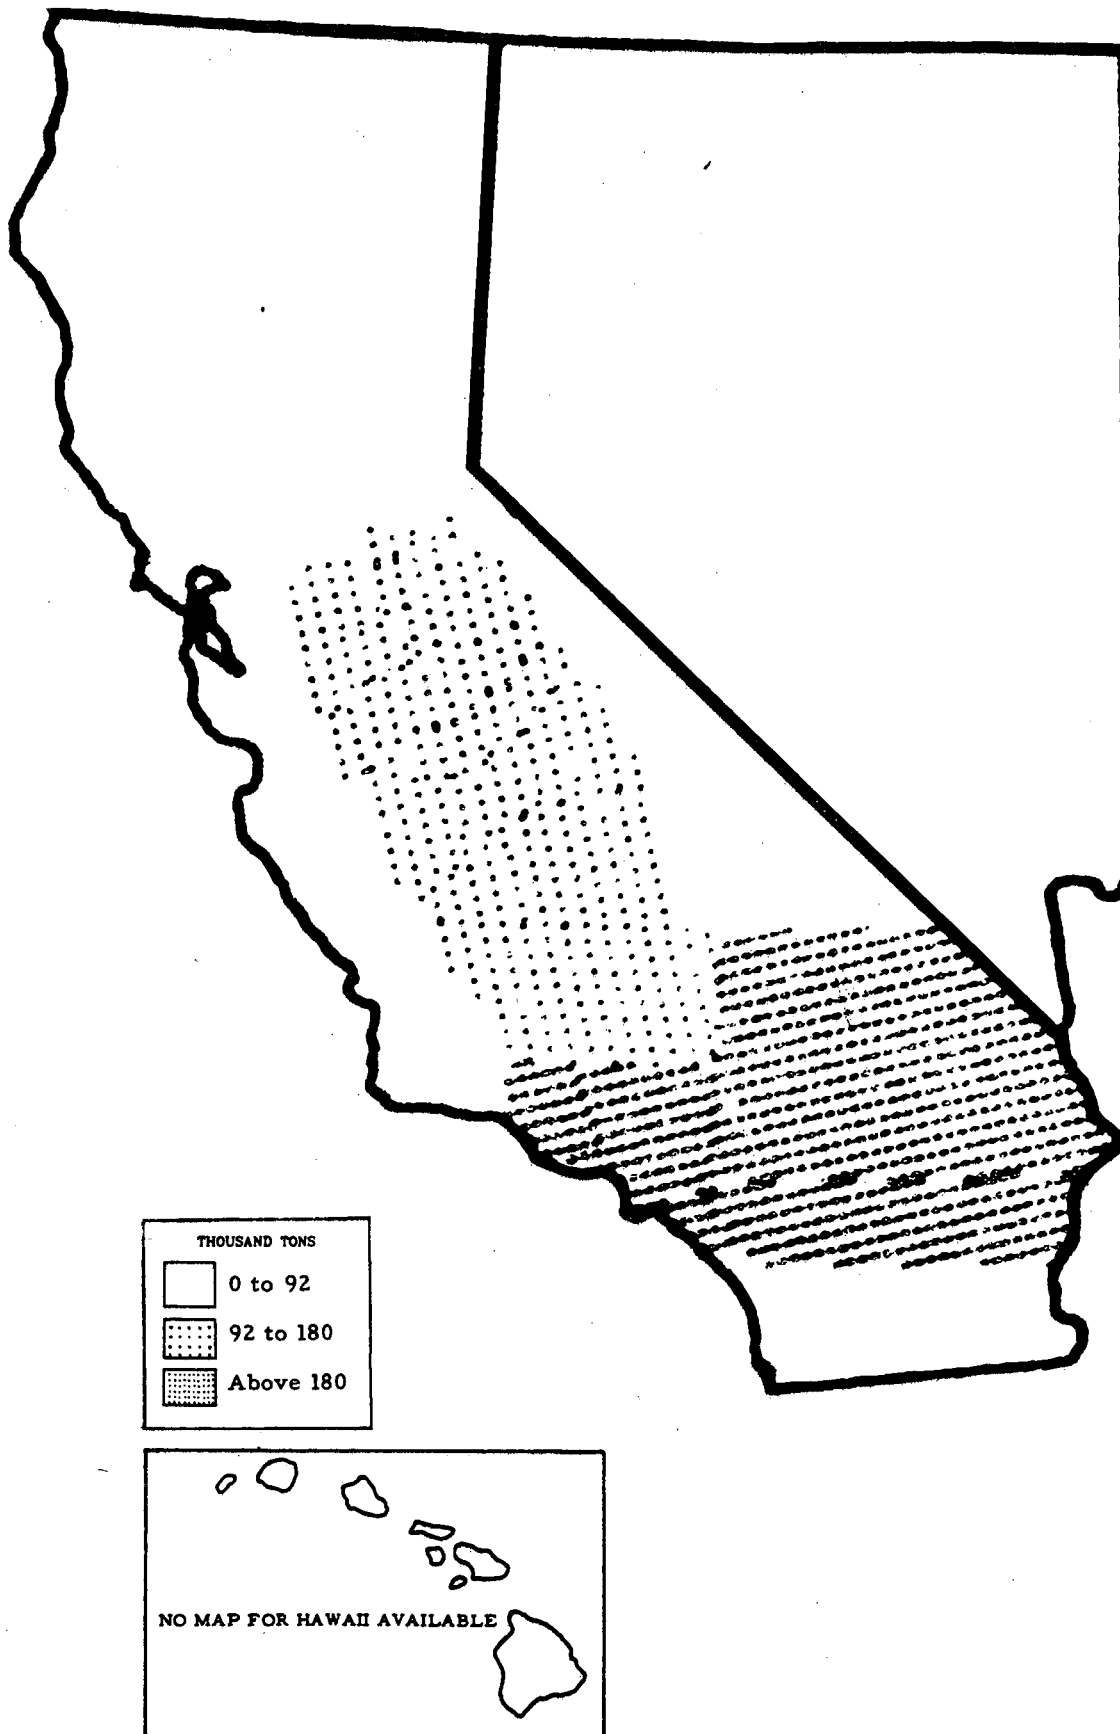 THOUSAND TONS
0 to 92
92 to 180
Above 180
NO MAP FOR HAWAII AVAILABLE